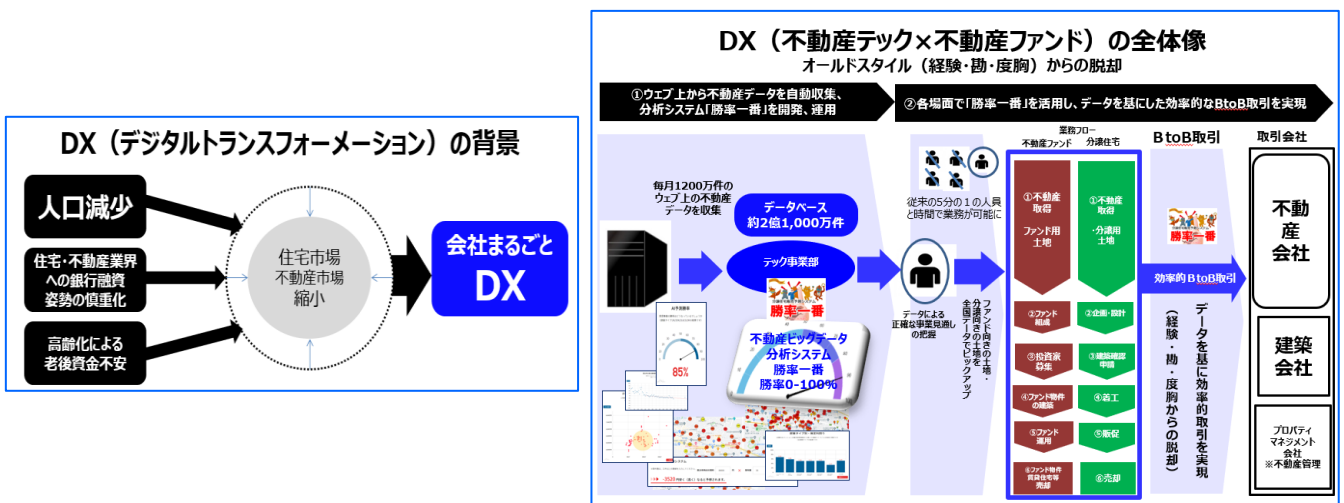 DX（デジタルトランスフォーメーション）の背景
人口減少
住宅・不動産業界
への銀行融資
姿勢の慎重化
高齢化による
老後資金不安
住宅市場
不動産市場
縮小
会社まるごと
DX
DX（不動産テック×不動産ファンド）の全体像
オールドスタイル（経験・勘・度胸）からの脱却
①ウェブ上から不動産データを自動収集、
分析システム「勝率一番」を開発、運用
②各場面で「勝率一番」を活用し、データを基にした効率的なBtoB取引を実現
毎月1200万件の
ウェブ上の不動産
データを収集
データベース
約2億1,000万件
テック事業部
勝率一番
不動産ビッグデータ
分析システム
勝率一番
勝率0-100%
85%
従来の5分の１の人員
と時間で業務が可能に
データによる
正確な事業見通し
の把握
ファンド向きの土地・
分譲向きの土地を
全国データでピックアップ
業務フロー
不動産ファンド
分譲住宅
①不動産
取得
ファンド用
土地
②ファンド
組成
③投資家
募集
④ファンド物件
の建築
⑤ファンド
運用
⑥ファンド物件
賃貸住宅等
売却
①不動産
取得
・分譲用
土地
②企画・設計
③建築確認
申請
④着工
⑤販促
⑥売却
BtoB取引
勝率一番
効率的BtoB取引
データを基に効率的取引を実現
（経験・勘・度胸からの脱却）
取引会社
不動産会社
建築
会社
プロパティ
マネジメント
会社
※不動産管理